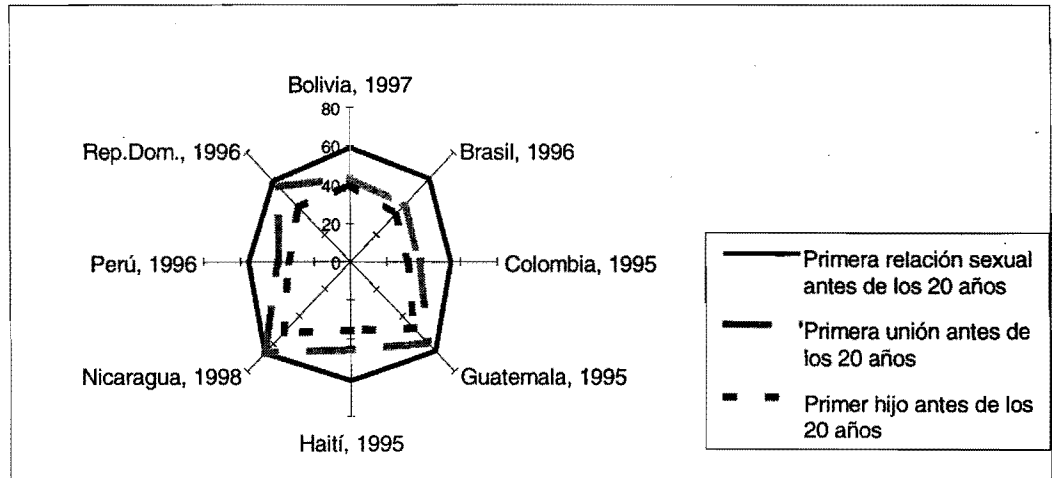 Bolivia, 1997
80
Rep.Dom., 1996
60
Brasil, 1996
40
20
Perú, 1996
0
Colombia, 1995
Nicaragua, 1998
Guatemala, 1995
Haití, 1995
Primera relación sexual
antes de los 20 años
Primera unión antes de
los 20 años
Primer hijo antes de los
20 años